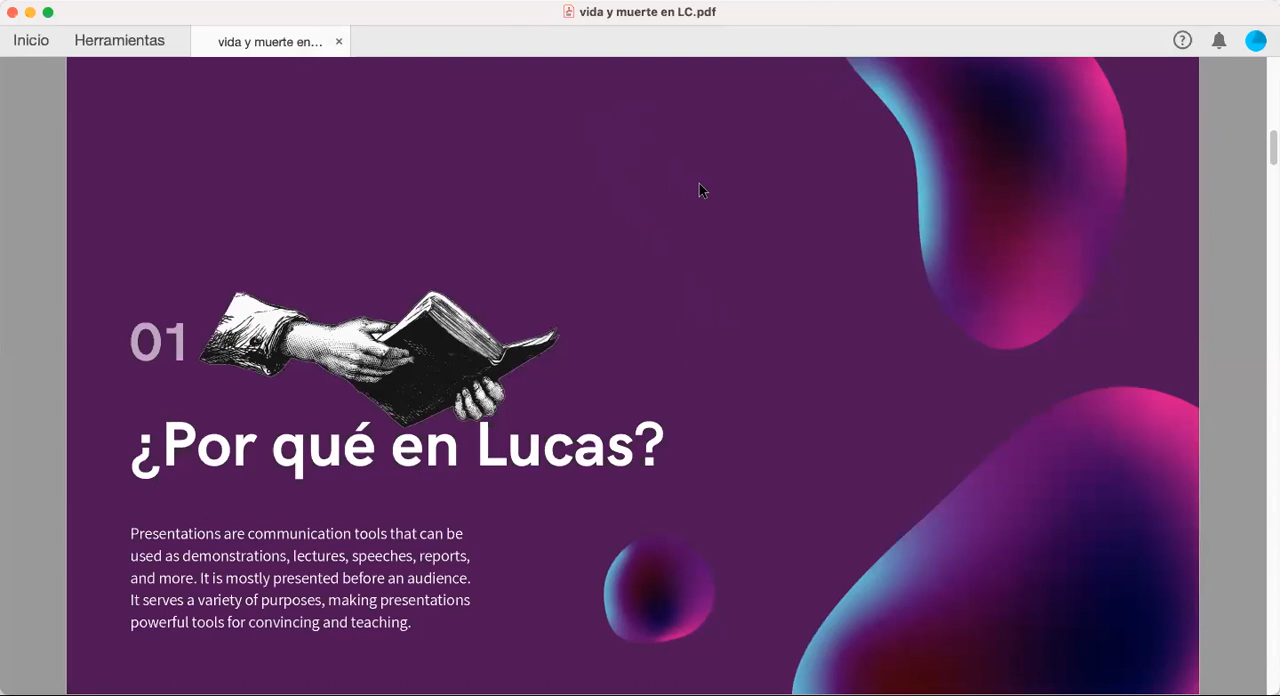 vida y muerte en LC.pdf
Inicio Herramientas vida y muerte en... ×
01
¿Por qué en Lucas?
Presentations are communication tools that can be
used as demonstrations, lectures, speeches, reports,
and more. It is mostly presented before an audience.
It serves a variety of purposes, making presentations
powerful tools for convincing and teaching.